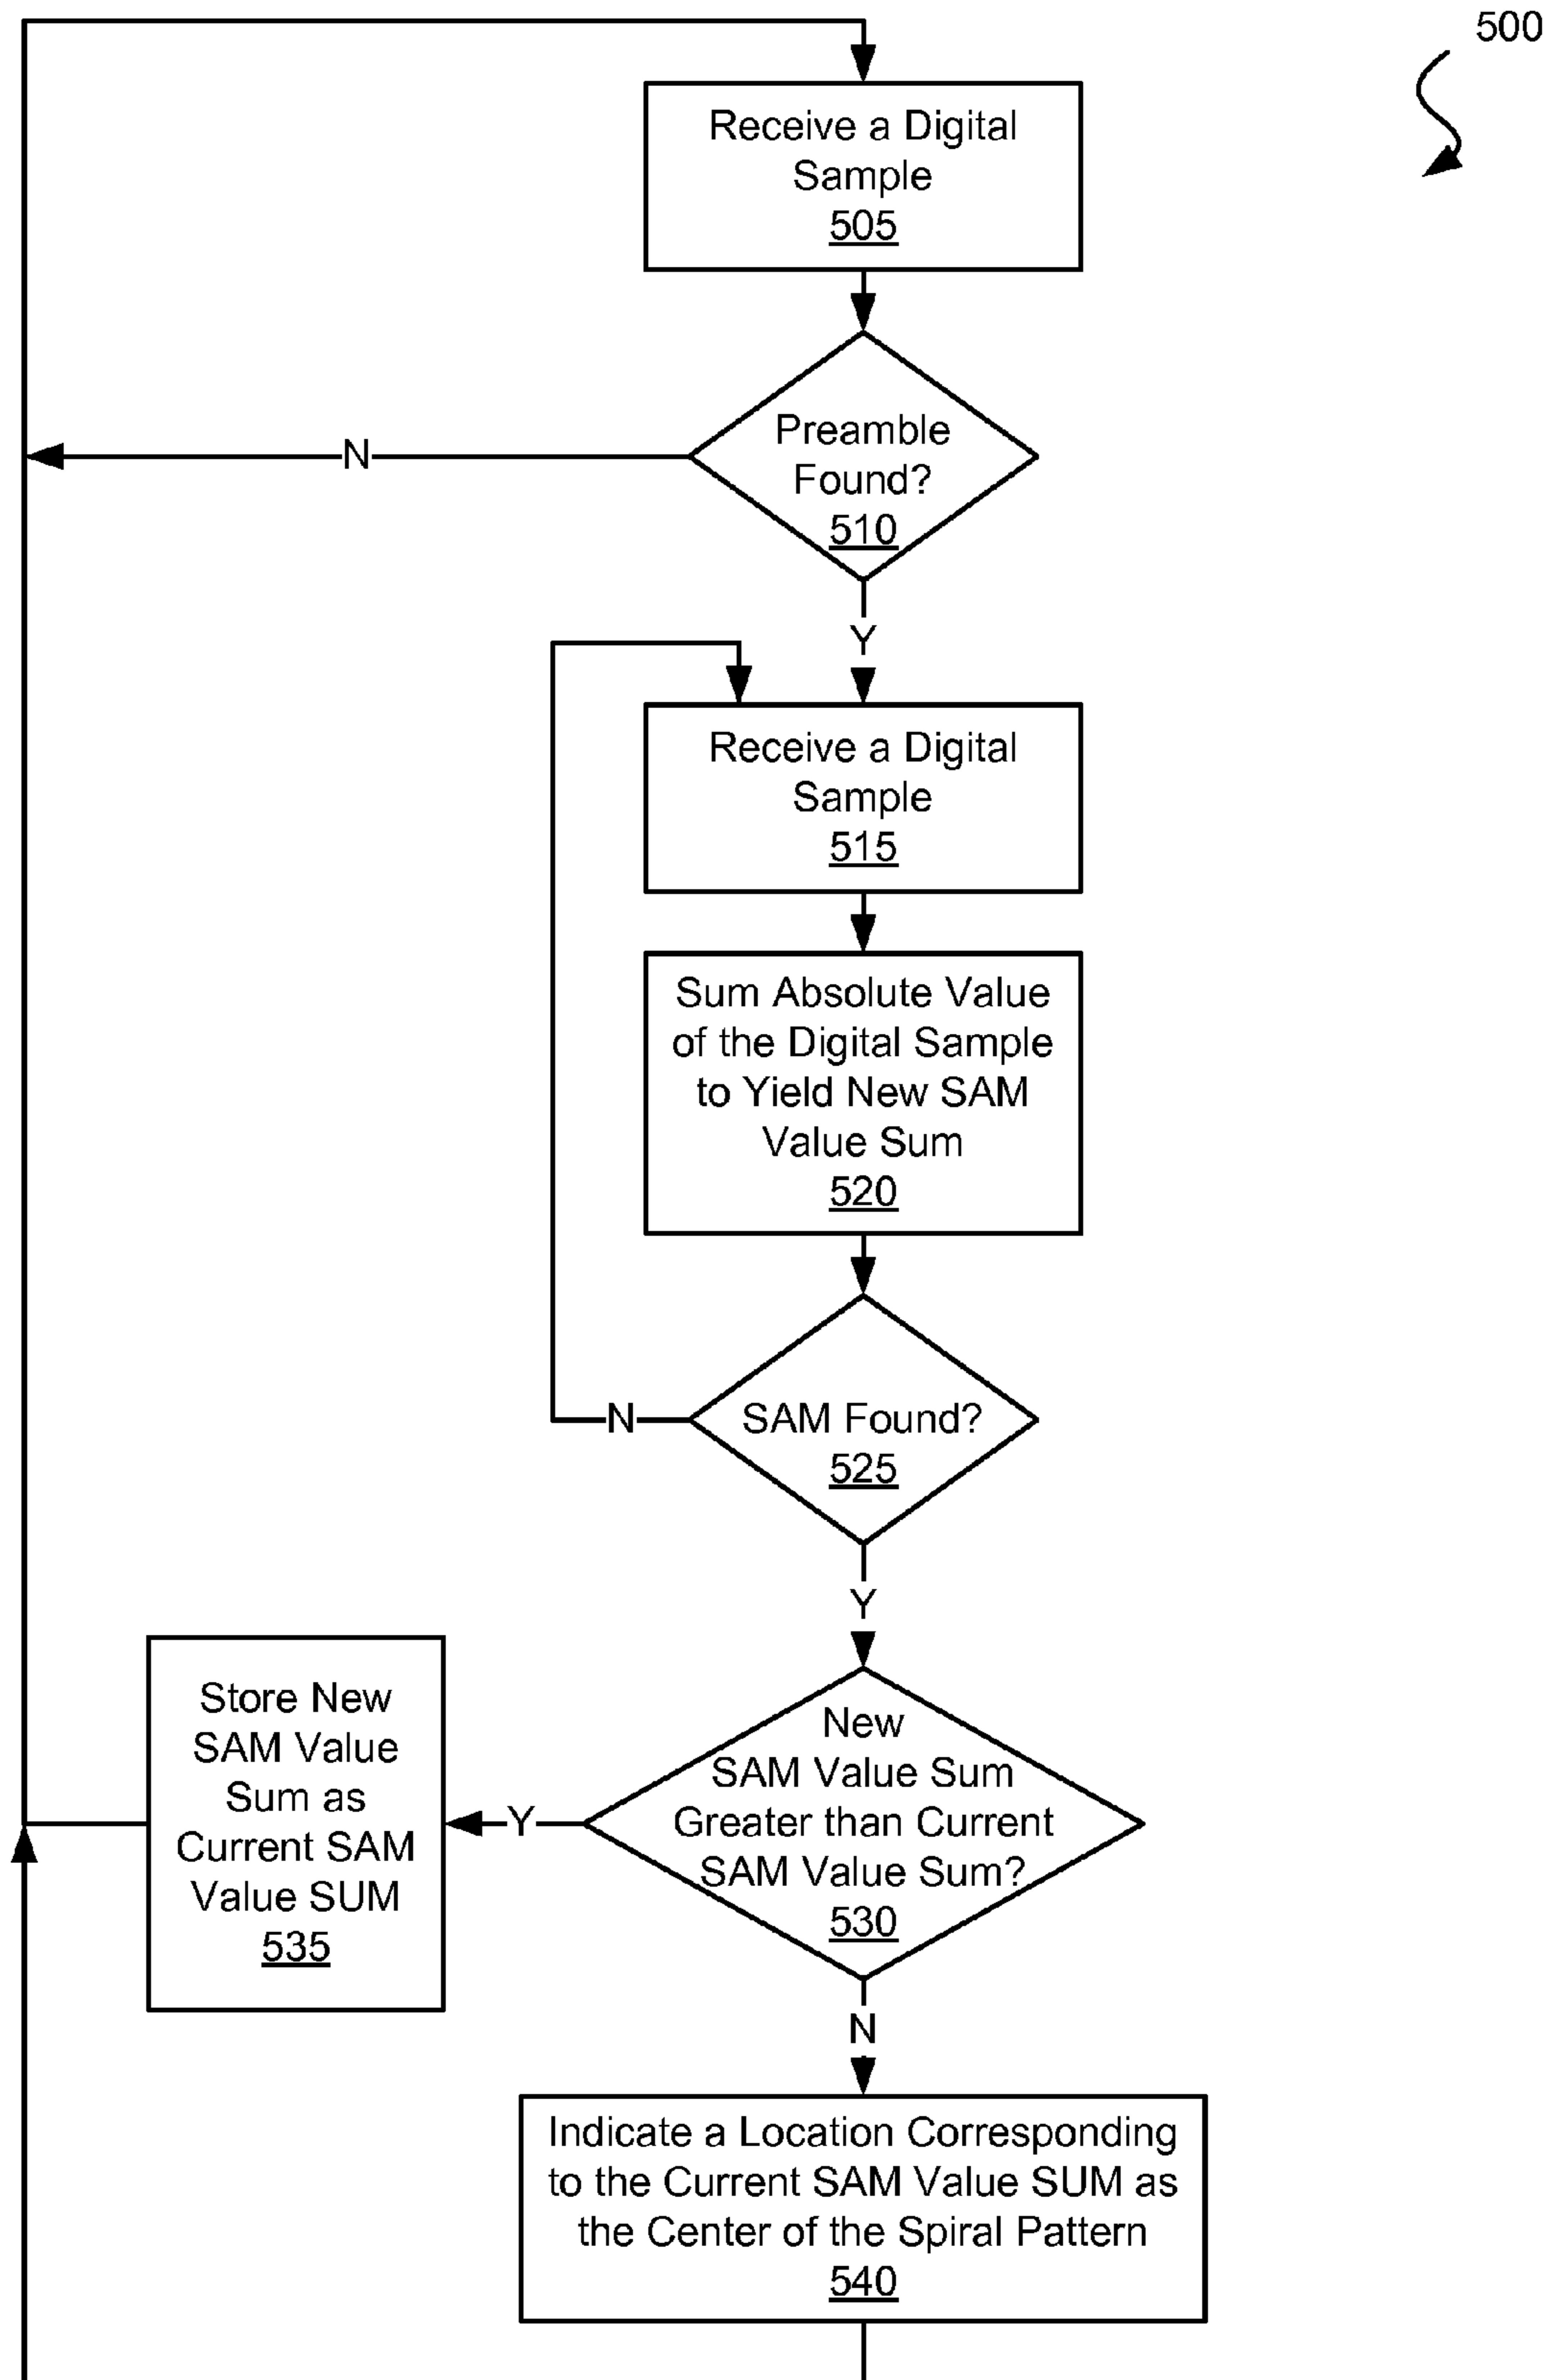 500
Receive a Digital
Sample
505
Preamble
Found?
510
N
Y
Receive a Digital
Sample
515
Sum Absolute Value
of the Digital Sample
to Yield New SAM
Value Sum
520
SAM Found?
525
N
Y
New
SAM Value Sum
Greater than Current
SAM Value Sum?
530
Y
Store New
SAM Value
Sum as
Current SAM
Value SUM
535
N
Indicate a Location Corresponding
to the Current SAM Value SUM as
the Center of the Spiral Pattern
540